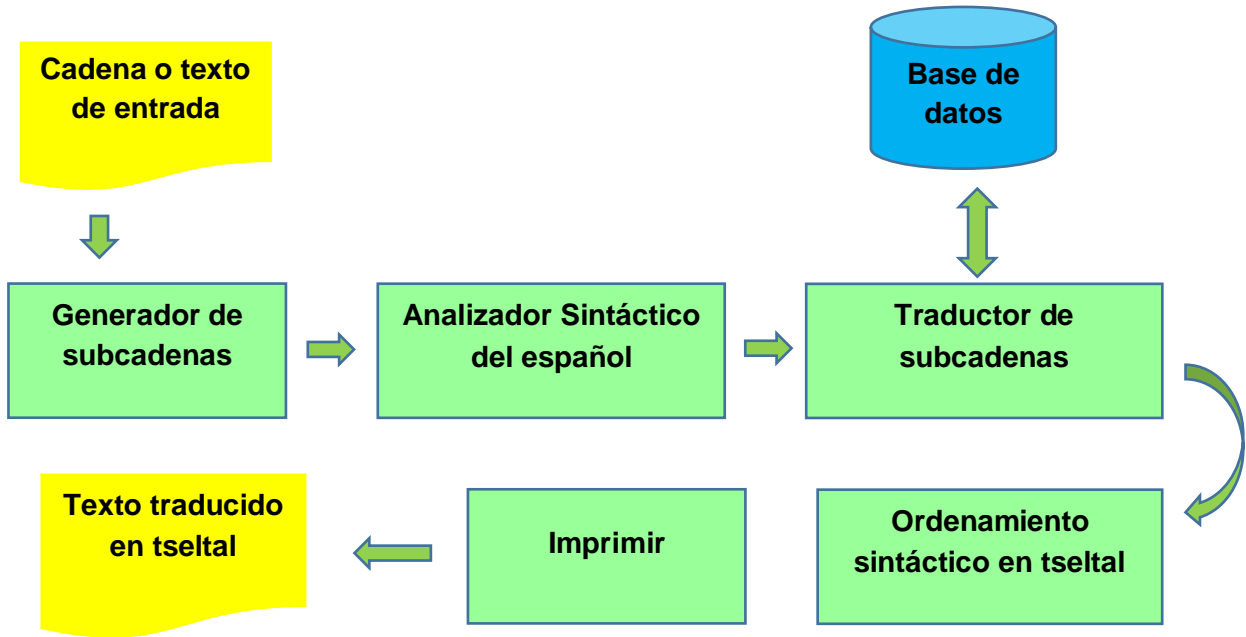 Cadena o texto
de entrada
Base de
datos
Generador de
subcadenas
Analizador Sintáctico
del español
Traductor de
subcadenas
Texto traducido
en tseltal
Imprimir
Ordenamiento
sintáctico en tseltal